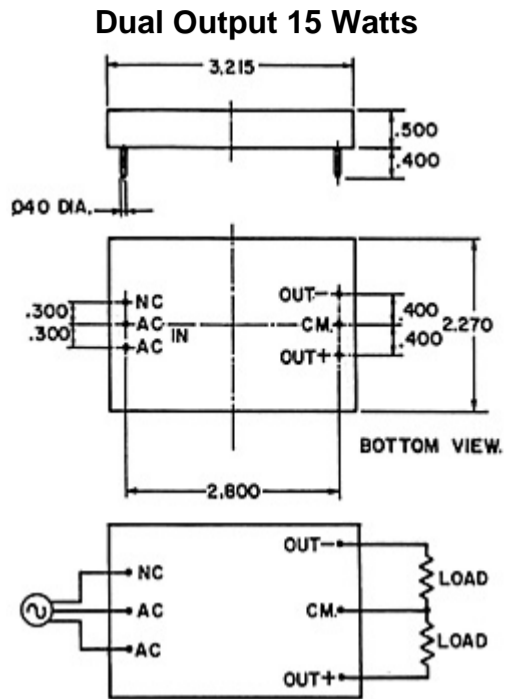 Dual Output 15 Watts
3.215
.500
.400
Ø40 DIA.
NC
OUT-
.300
.400
AC
IN
CM.
2.270
.300
.400
AC
OUT+
BOTTOM VIEW.
2.800
OUT-
NC
LOAD
AC
CM.
AC
LOAD
OUT+